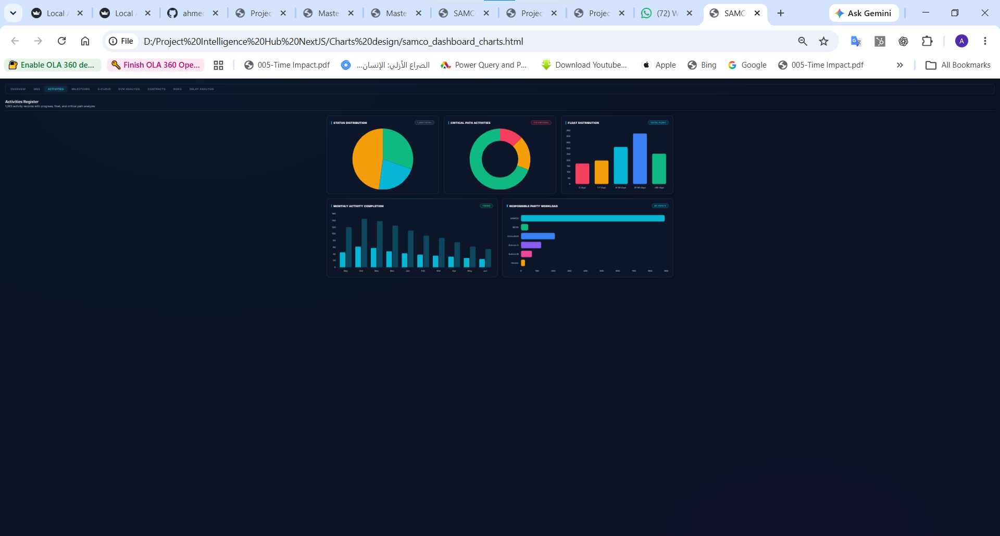 Local A
Local A
ahmed
Projec
Maste
Maste
SAMC
Projec
Projec
(72) W
SAMC
Ask Gemini
File
D:/Project%20Intelligence%20Hub%20NextJS/Charts%20design/samco_dashboard_charts.html
A
Enable OLA 360 de...
Finish OLA 360 Ope...
005-Time Impact.pdf
الصراع الأزلي: الإنسان...
Power Query and P...
Download Youtube...
Apple
Bing
Google
005-Time Impact.pdf
All Bookmarks
OVERVIEW WBS ACTIVITIES MILESTONES S-CURVE EVM ANALYSIS CONTRACTS RISKS DELAY ANALYSIS
Activities Register
1,363 activity records with progress, float, and critical path analysis
STATUS DISTRIBUTION
1,363 TOTAL
CRITICAL PATH ACTIVITIES
173 CRITICAL
FLOAT DISTRIBUTION
TOTAL FLOAT
450
400
350
300
250
200
150
100
50
0
0 days 1-7 days 8-30 days 31-90 days >90 days
MONTHLY ACTIVITY COMPLETION
TREND
160
140
120
100
80
60
40
20
0
Sep Oct Nov Dec Jan Feb Mar Apr May Jun
RESPONSIBLE PARTY WORKLOAD
BY PARTY
SAMCO
Consultant
Subcon A
Subcon B
Vendor
0 100 200 300 400 500 600 700 800 900